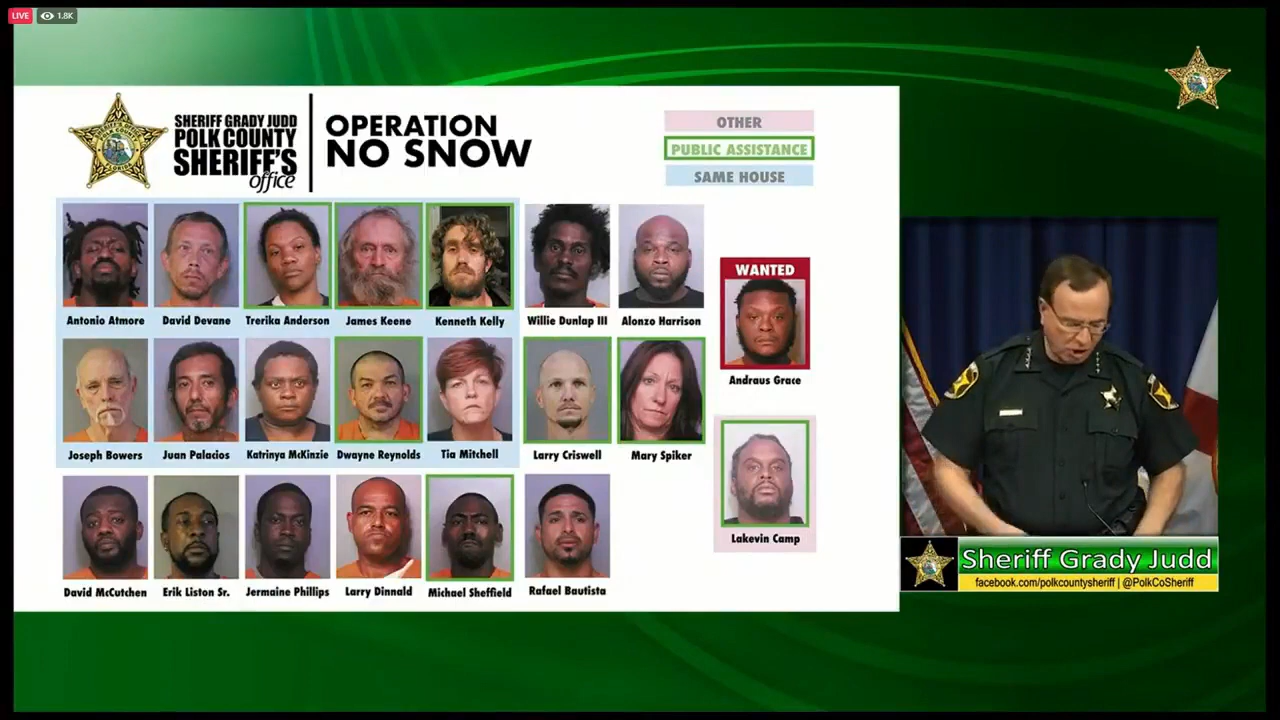 LIVE 1.8K
SHERIFF GRADY JUDD
POLK COUNTY
SHERIFF'S
office
OPERATION
NO SNOW
OTHER
PUBLIC ASSISTANCE
SAME HOUSE
Antonio Atmore David Devane Trerika Anderson James Keene Kenneth Kelly Willie Dunlap III Alonzo Harrison
WANTED
Andraus Grace
Joseph Bowers Juan Palacios Katrinya McKinzie Dwayne Reynolds Tia Mitchell Larry Criswell Mary Spiker
Lakevin Camp
David McCutchen Erik Liston Sr. Jermaine Phillips Larry Dinnald Michael Sheffield Rafael Bautista
Sheriff Grady Judd
facebook.com/polkcountysheriff | @PolkCoSheriff